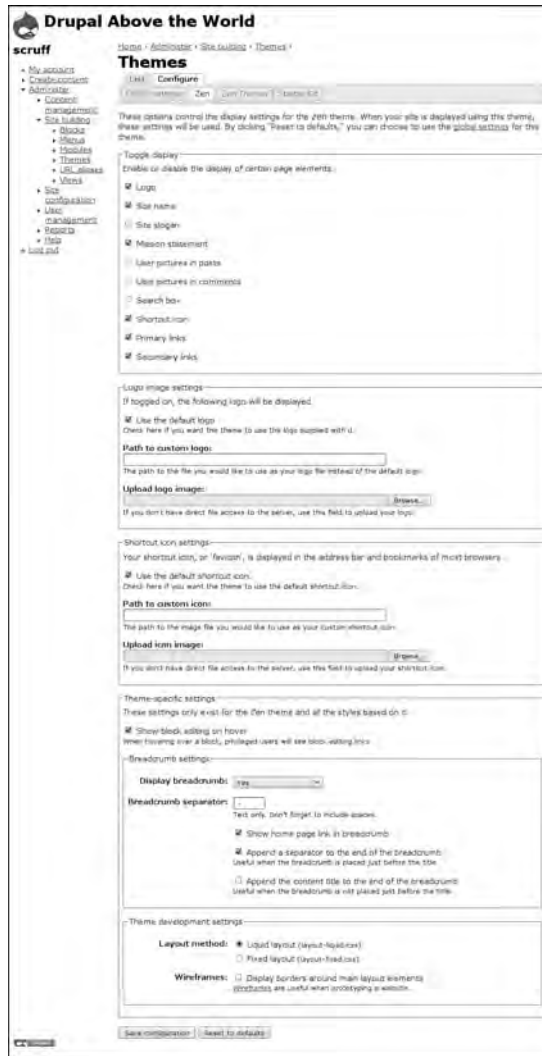 Drupal Above the World
scruff
My account
Create content
Administer
Content
management
Site building
Blocks
Menus
Modules
Themes
URL aliases
Views
Site
configuration
User
management
Reports
Help
Log out
Home › Administer › Site building › Themes ›
Themes
List Configure
Global settings Zen Zen Themes Starter Kit
These options control the display settings for the zen theme. When your site is displayed using this theme,
these settings will be used. By clicking "Reset to defaults," you can choose to use the global settings for this
theme.
Toggle display
Enable or disable the display of certain page elements.
Logo
Site name
Site slogan
Mission statement
User pictures in posts
User pictures in comments
Search box
Shortcut icon
Primary links
Secondary links
Logo image settings
If toggled on, the following logo will be displayed.
Use the default logo
Check here if you want the theme to use the logo supplied with it.
Path to custom logo:
The path to the file you would like to use as your logo file instead of the default logo.
Upload logo image:
Browse...
If you don't have direct file access to the server, use this field to upload your logo.
Shortcut icon settings
Your shortcut icon, or 'favicon', is displayed in the address bar and bookmarks of most browsers.
Use the default shortcut icon.
Check here if you want the theme to use the default shortcut icon.
Path to custom icon:
The path to the image file you would like to use as your custom shortcut icon.
Upload icon image:
Browse...
If you don't have direct file access to the server, use this field to upload your shortcut icon.
Theme-specific settings
These settings only exist for the Zen theme and all the styles based on it.
Show block editing on hover
When hovering over a block, privileged users will see block editing links.
Breadcrumb settings
Display breadcrumb: Yes
Breadcrumb separator:
Text only. Don't forget to include spaces.
Show home page link in breadcrumb
Append a separator to the end of the breadcrumb
Useful when the breadcrumb is placed just before the title.
Append the content title to the end of the breadcrumb
Useful when the breadcrumb is not placed just before the title.
Theme development settings
Layout method: Liquid layout (layout-liquid.css)
Fixed layout (layout-fixed.css)
Wireframes: Display borders around main layout elements
Wireframes are useful when prototyping a website.
Save configuration Reset to defaults